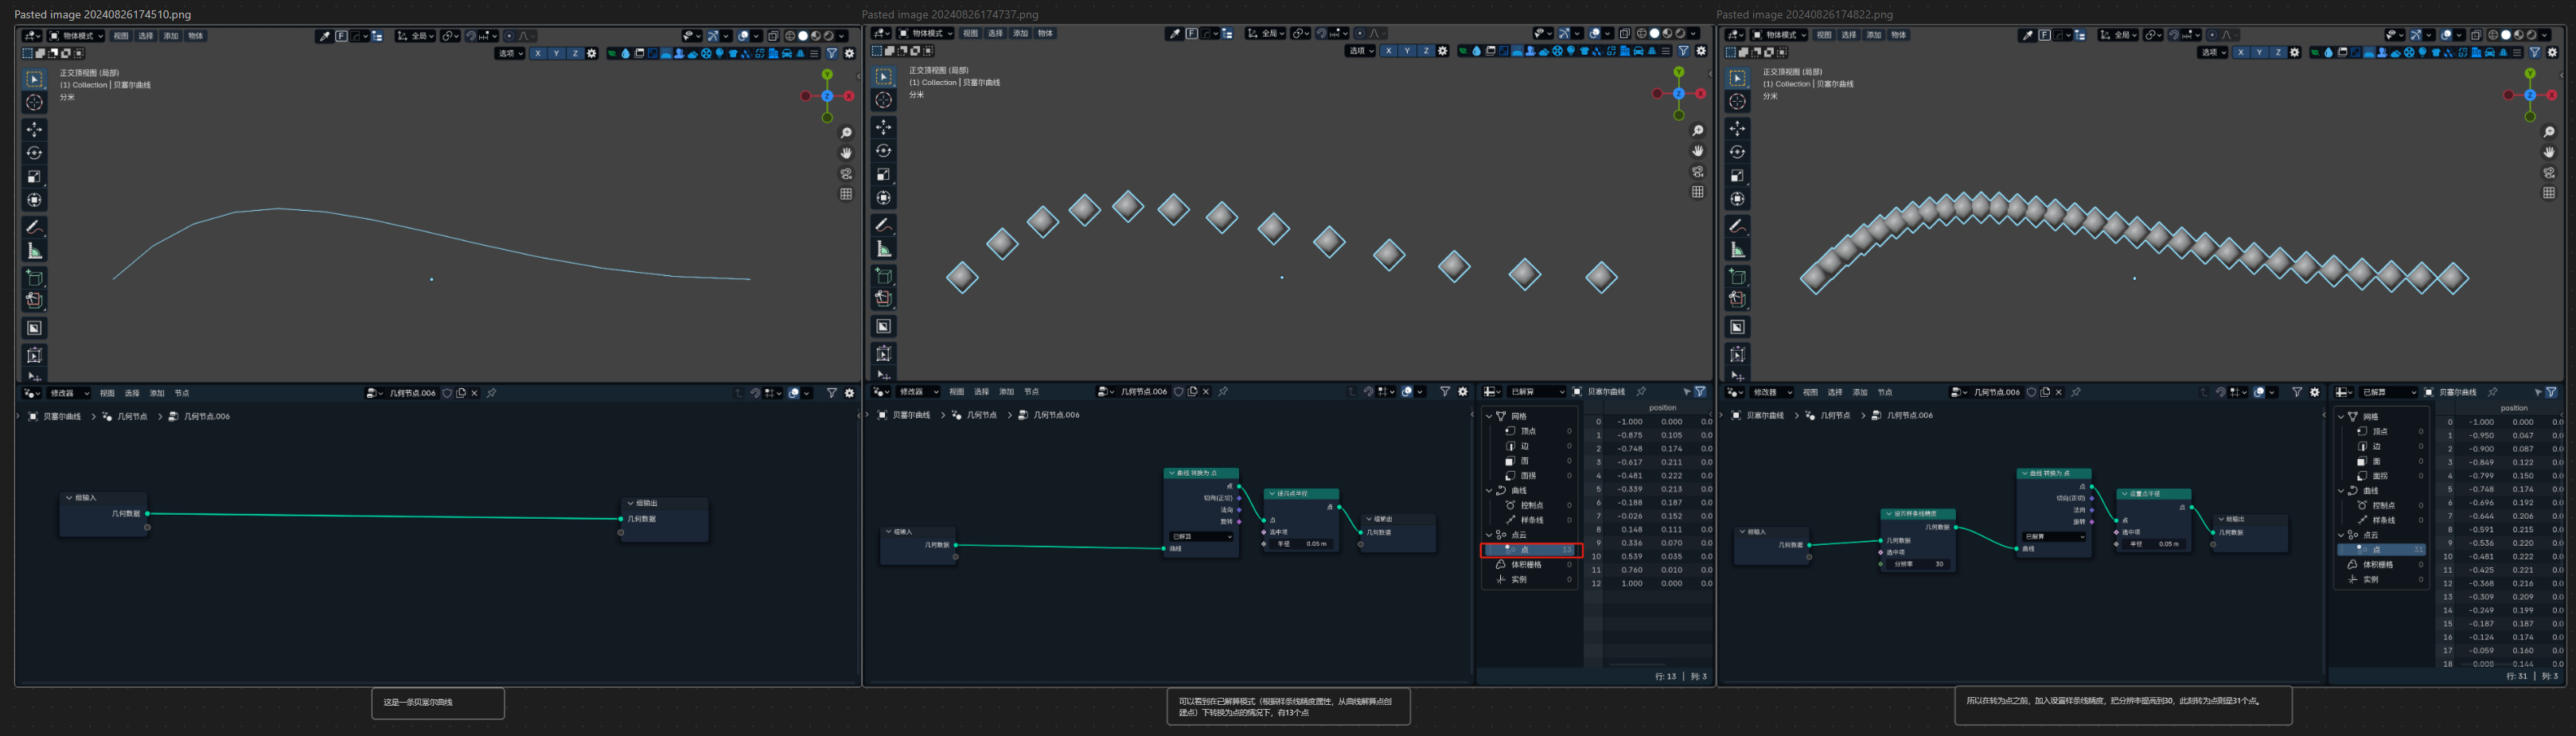 Pasted image 20240826174510.png
物体模式 视图 选择 添加 物体
全局
选项 X Y Z
正交顶视图 (局部)
(1) Collection | 贝塞尔曲线
分米
Y
Z
X
修改器 视图 选择 添加 节点
几何节点.006
贝塞尔曲线 > 几何节点 > 几何节点.006
组输入
几何数据
组输出
几何数据
这是一条贝塞尔曲线
Pasted image 20240826174737.png
物体模式 视图 选择 添加 物体
全局
选项 X Y Z
正交顶视图 (局部)
(1) Collection | 贝塞尔曲线
分米
Y
Z
X
修改器 视图 选择 添加 节点
几何节点.006
贝塞尔曲线 > 几何节点 > 几何节点.006
组输入
几何数据
曲线 转换为 点
点
切向(正切)
法向
旋转
已解算
曲线
设置点半径
点
点
选中项
半径 0.05 m
组输出
几何数据
已解算 贝塞尔曲线
网格
顶点 0
边 0
面 0
面拐 0
曲线
控制点 0
样条线 0
点云
点 13
体积栅格 0
实例 0
position
0 -1.000 0.000 0.0
1 -0.875 0.105 0.0
2 -0.748 0.174 0.0
3 -0.617 0.211 0.0
4 -0.481 0.222 0.0
5 -0.339 0.213 0.0
6 -0.188 0.187 0.0
7 -0.026 0.152 0.0
8 0.148 0.111 0.0
9 0.336 0.070 0.0
10 0.539 0.035 0.0
11 0.760 0.010 0.0
12 1.000 0.000 0.0
行: 13 | 列: 3
可以看到在已解算模式（根据样条线精度属性，从曲线解算点创
建点）下转换为点的情况下，有13个点
Pasted image 20240826174822.png
物体模式 视图 选择 添加 物体
全局
选项 X Y Z
正交顶视图 (局部)
(1) Collection | 贝塞尔曲线
分米
Y
Z
X
修改器 视图 选择 添加 节点
几何节点.006
贝塞尔曲线 > 几何节点 > 几何节点.006
组输入
几何数据
设置样条线精度
几何数据
几何数据
选中项
分辨率 30
曲线 转换为 点
点
切向(正切)
法向
旋转
已解算
曲线
设置点半径
点
点
选中项
半径 0.05 m
组输出
几何数据
已解算 贝塞尔曲线
网格
顶点 0
边 0
面 0
面拐 0
曲线
控制点 0
样条线 0
点云
点 31
体积栅格 0
实例 0
position
0 -1.000 0.000 0.0
1 -0.950 0.047 0.0
2 -0.900 0.087 0.0
3 -0.849 0.122 0.0
4 -0.799 0.150 0.0
5 -0.748 0.174 0.0
6 -0.696 0.192 0.0
7 -0.644 0.206 0.0
8 -0.591 0.215 0.0
9 -0.536 0.220 0.0
10 -0.481 0.222 0.0
11 -0.425 0.221 0.0
12 -0.368 0.216 0.0
13 -0.309 0.209 0.0
14 -0.249 0.199 0.0
15 -0.187 0.187 0.0
16 -0.124 0.174 0.0
17 -0.059 0.160 0.0
18 0.008 0.144 0.0
行: 31 | 列: 3
所以在转为点之前，加入设置样条线精度，把分辨率提高到30，此刻转为点则是31个点。